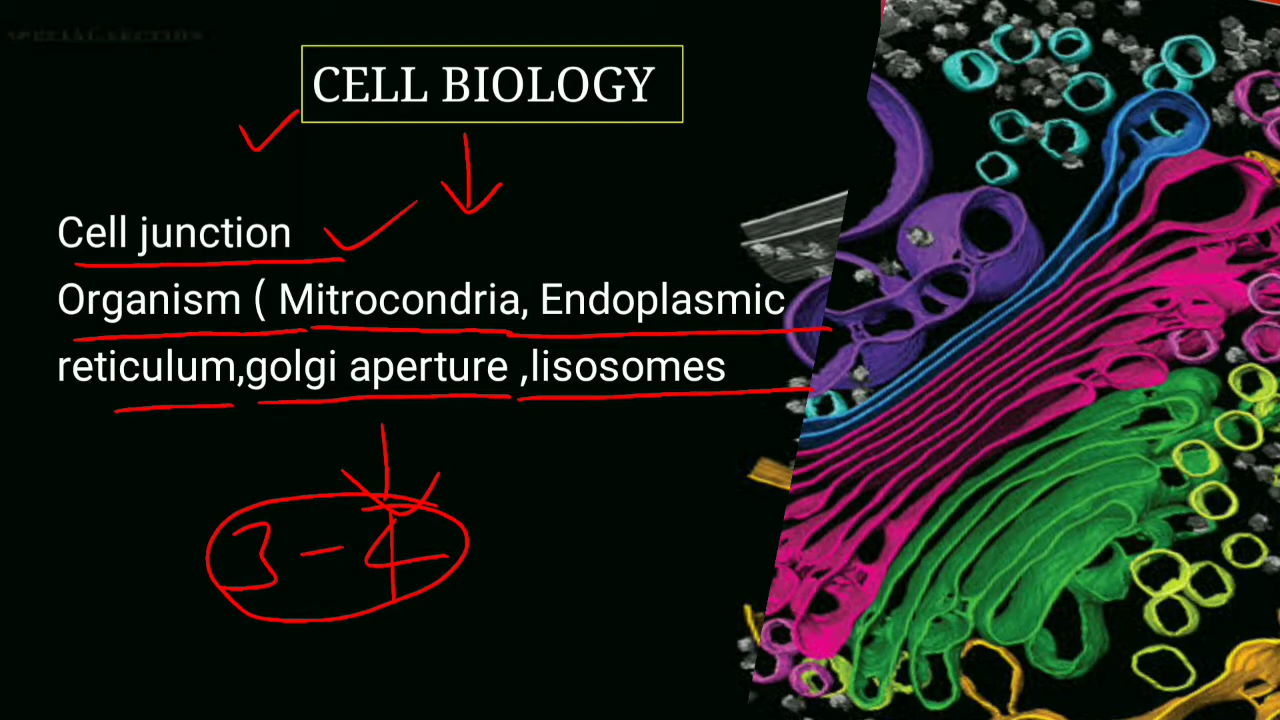 CELL BIOLOGY
Cell junction
Organism ( Mitrocondria, Endoplasmic
reticulum,golgi aperture ,lisosomes
3-4